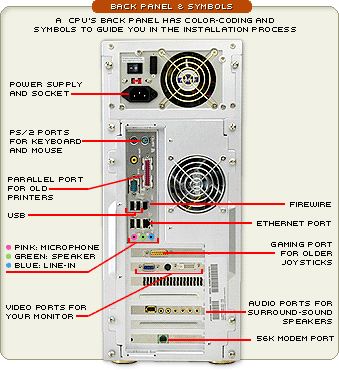 BACK PANEL & SYMBOLS
A CPU'S BACK PANEL HAS COLOR-CODING AND
SYMBOLS TO GUIDE YOU IN THE INSTALLATION PROCESS
POWER SUPPLY
AND SOCKET
PS/2 PORTS
FOR KEYBOARD
AND MOUSE
PARALLEL PORT
FOR OLD
PRINTERS
USB
PINK: MICROPHONE
GREEN: SPEAKER
BLUE: LINE-IN
VIDEO PORTS FOR
YOUR MONITOR
FIREWIRE
ETHERNET PORT
GAMING PORT
FOR OLDER
JOYSTICKS
AUDIO PORTS FOR
SURROUND-SOUND
SPEAKERS
56K MODEM PORT